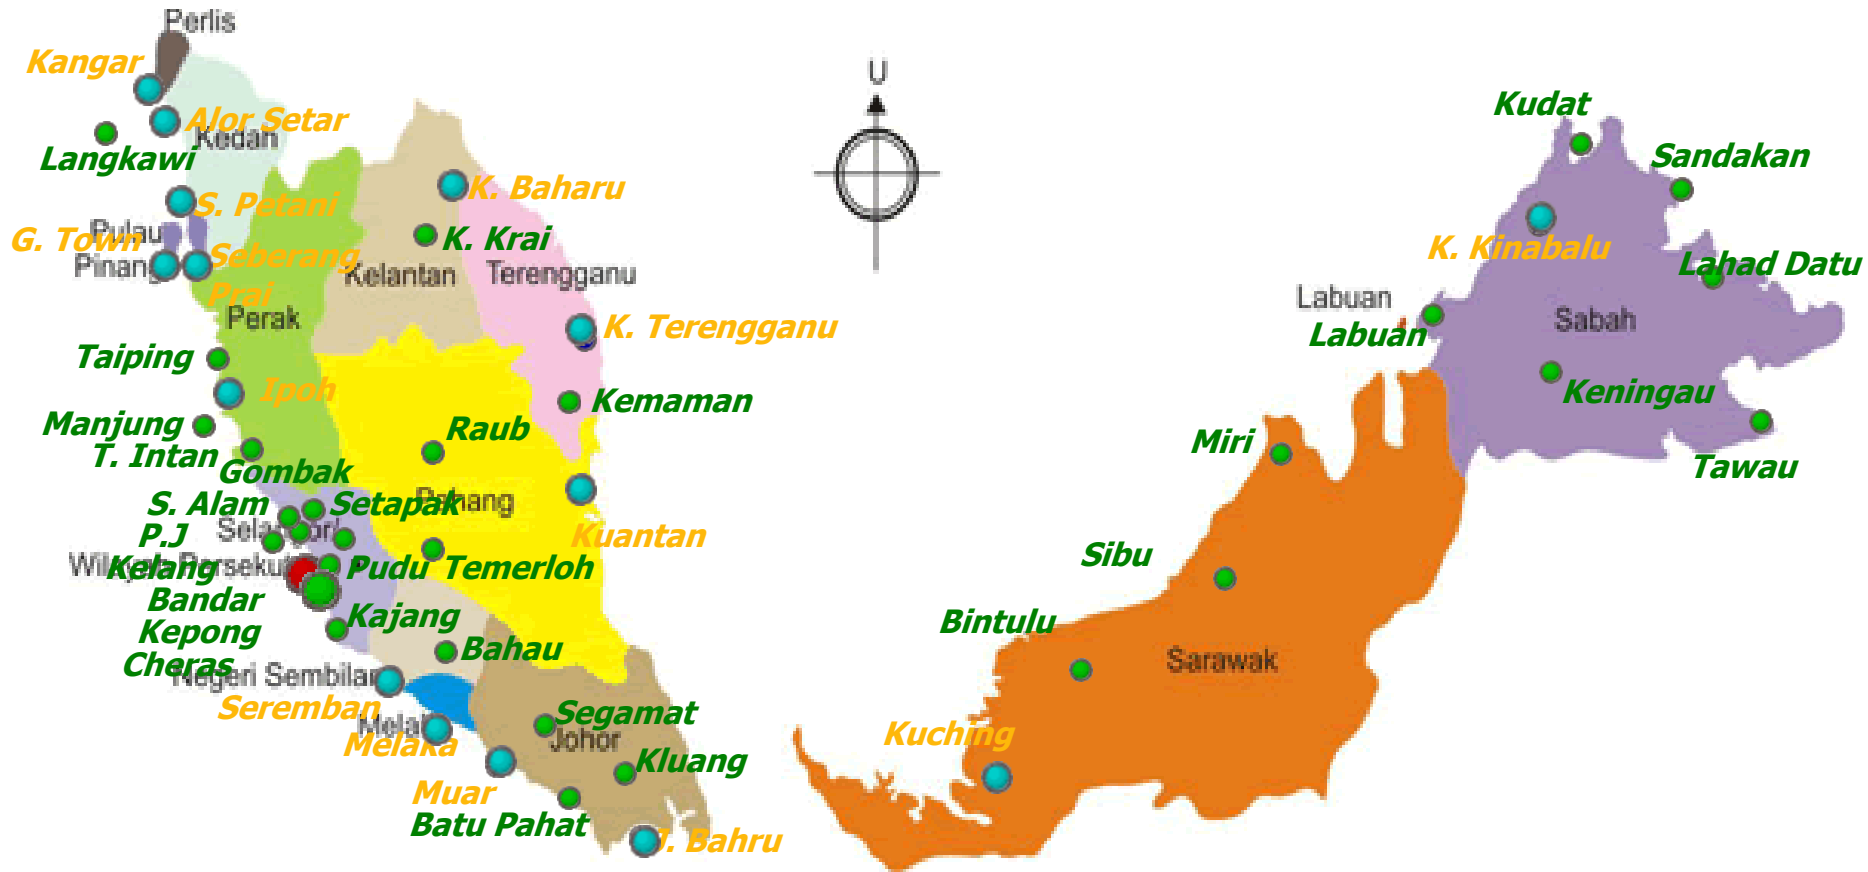 Perlis
Kangar
Alor Setar
Kedah
Langkawi
S. Petani
Pulau
G. Town
Pinang
Seberang
Prai
K. Baharu
K. Krai
Kelantan
Terengganu
Perak
K. Terengganu
Taiping
Ipoh
Kemaman
Manjung
T. Intan
Raub
Gombak
S. Alam
Setapak
Pahang
Selangor
P.J
Kuantan
Kelang
Pudu
Temerloh
Bandar
Kepong
Cheras
Kajang
Bahau
Negeri Sembilan
Seremban
Melaka
Melaka
Segamat
Johor
Kluang
Muar
Batu Pahat
J. Bahru
U
Kudat
Sandakan
K. Kinabalu
Lahad Datu
Labuan
Labuan
Sabah
Keningau
Tawau
Miri
Sibu
Bintulu
Sarawak
Kuching